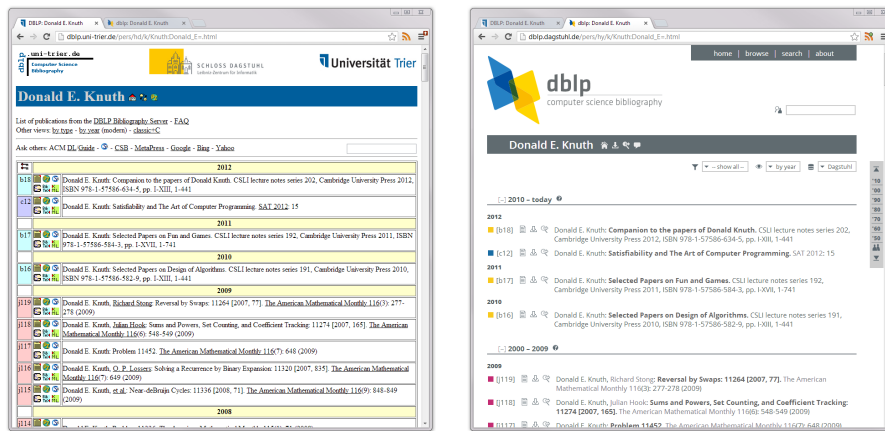 DBLP: Donald E. Knuth
dblp: Donald E. Knuth
dblp.uni-trier.de/pers/hd/k/Knuth:Donald_E=.html
dblp
.uni-trier.de
Computer Science
Bibliography
SCHLOSS DAGSTUHL
Leibniz-Zentrum für Informatik
Universität Trier
Donald E. Knuth
List of publications from the DBLP Bibliography Server - FAQ
Other views: by type - by year (modern) - classic+C
Ask others: ACM DL/Guide - - CSB - MetaPress - Google - Bing - Yahoo
2012
b18 Donald E. Knuth: Companion to the papers of Donald Knuth. CSLI lecture notes series 202, Cambridge University Press 2012,
ISBN 978-1-57586-634-5, pp. I-XIII, 1-441
c12 Donald E. Knuth: Satisfiability and The Art of Computer Programming. SAT 2012: 15
2011
b17 Donald E. Knuth: Selected Papers on Fun and Games. CSLI lecture notes series 192, Cambridge University Press 2011, ISBN
978-1-57586-584-3, pp. I-XVII, 1-741
2010
b16 Donald E. Knuth: Selected Papers on Design of Algorithms. CSLI lecture notes series 191, Cambridge University Press 2010,
ISBN 978-1-57586-582-9, pp. I-XIII, 1-441
2009
j119 Donald E. Knuth, Richard Stong: Reversal by Swaps: 11264 [2007, 77]. The American Mathematical Monthly 116(3): 277-
278 (2009)
j118 Donald E. Knuth, Julian Hook: Sums and Powers, Set Counting, and Coefficient Tracking: 11274 [2007, 165]. The American
Mathematical Monthly 116(6): 548-549 (2009)
j117 Donald E. Knuth: Problem 11452. The American Mathematical Monthly 116(7): 648 (2009)
j116 Donald E. Knuth, O. P. Lossers: Solving a Recurrence by Binary Expansion: 11320 [2007, 835]. The American Mathematical
Monthly 116(7): 649 (2009)
j115 Donald E. Knuth, et al.: Near-deBruijn Cycles: 11336 [2008, 71]. The American Mathematical Monthly 116(9): 848-849
(2009)
2008
j114
DBLP: Donald E. Knuth
dblp: Donald E. Knuth
dblp.dagstuhl.de/pers/hy/k/Knuth:Donald_E=.html
home | browse | search | about
dblp
computer science bibliography
Donald E. Knuth
-- show all --
by year
Dagstuhl
[-] 2010 – today
2012
[b18] Donald E. Knuth: Companion to the papers of Donald Knuth. CSLI lecture notes series 202,
Cambridge University Press 2012, ISBN 978-1-57586-634-5, pp. I-XIII, 1-441
[c12] Donald E. Knuth: Satisfiability and The Art of Computer Programming. SAT 2012: 15
2011
[b17] Donald E. Knuth: Selected Papers on Fun and Games. CSLI lecture notes series 192,
Cambridge University Press 2011, ISBN 978-1-57586-584-3, pp. I-XVII, 1-741
2010
[b16] Donald E. Knuth: Selected Papers on Design of Algorithms. CSLI lecture notes series 191,
Cambridge University Press 2010, ISBN 978-1-57586-582-9, pp. I-XIII, 1-441
[-] 2000 – 2009
2009
[j119] Donald E. Knuth, Richard Stong: Reversal by Swaps: 11264 [2007, 77]. The American
Mathematical Monthly 116(3): 277-278 (2009)
[j118] Donald E. Knuth, Julian Hook: Sums and Powers, Set Counting, and Coefficient Tracking:
11274 [2007, 165]. The American Mathematical Monthly 116(6): 548-549 (2009)
[j117] Donald E. Knuth: Problem 11452. The American Mathematical Monthly 116(7): 648 (2009)
'10
'00
'90
'80
'70
'60
'50